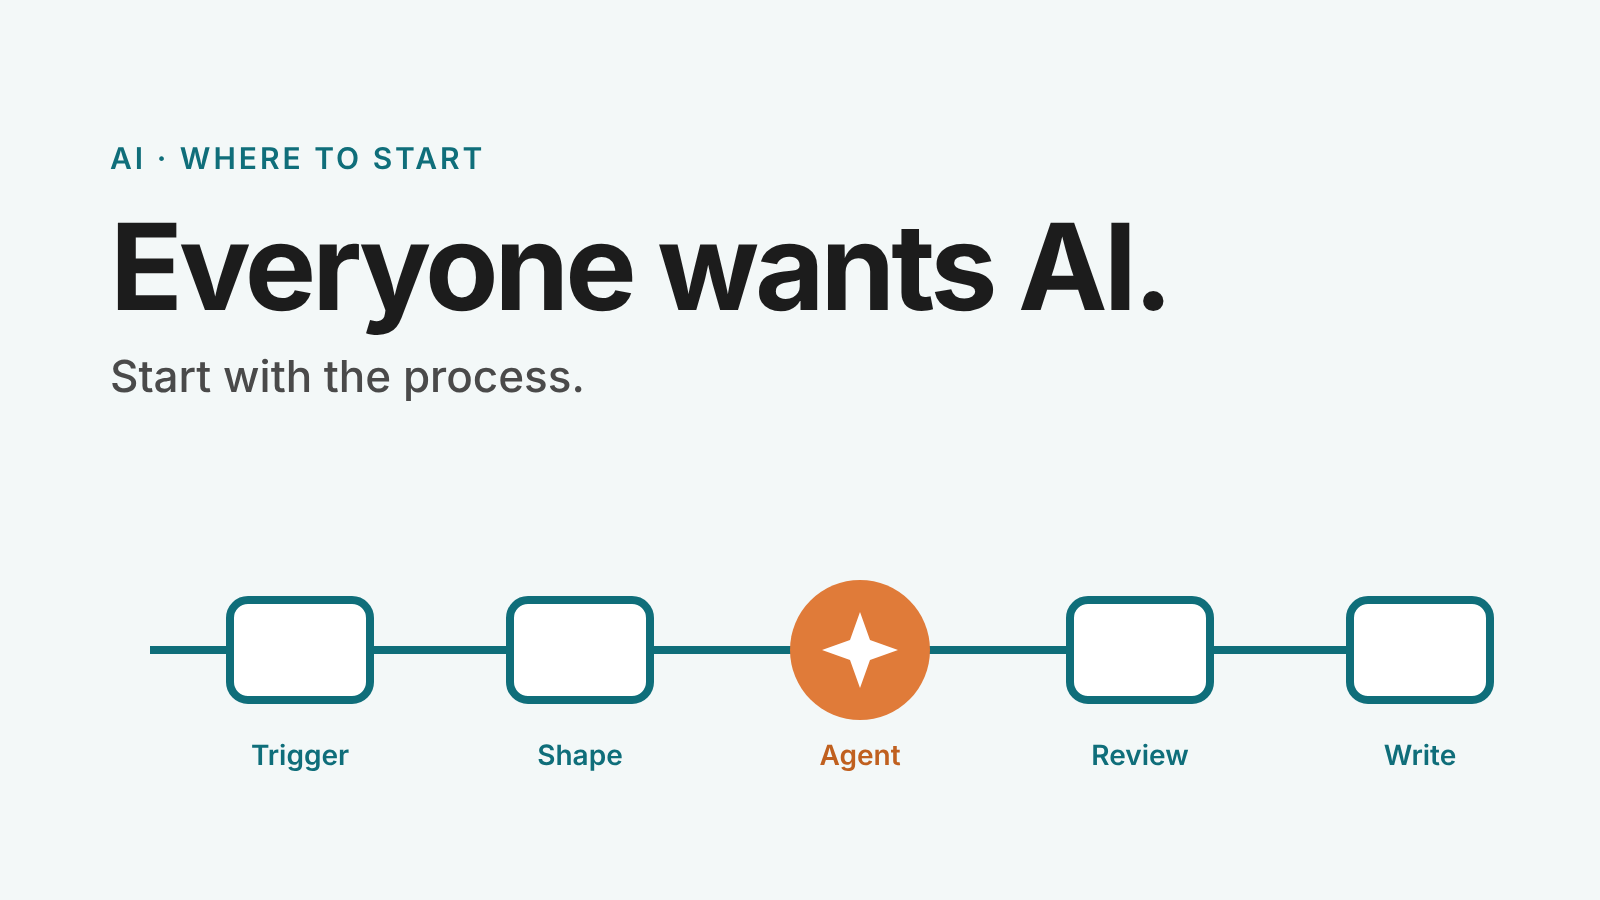 AI · WHERE TO START
Everyone wants AI.
Start with the process.
Trigger
Shape
Agent
Review
Write